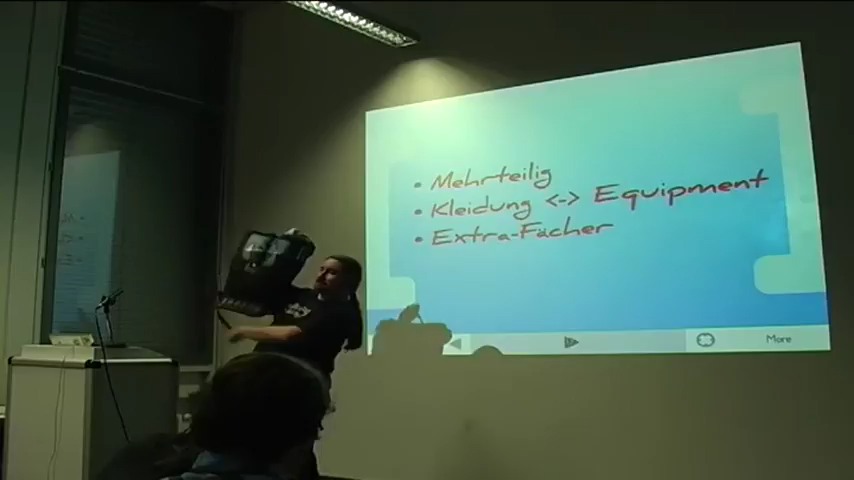 • Mehrteilig
• Kleidung <-> Equipment
• Extra-Fächer
More